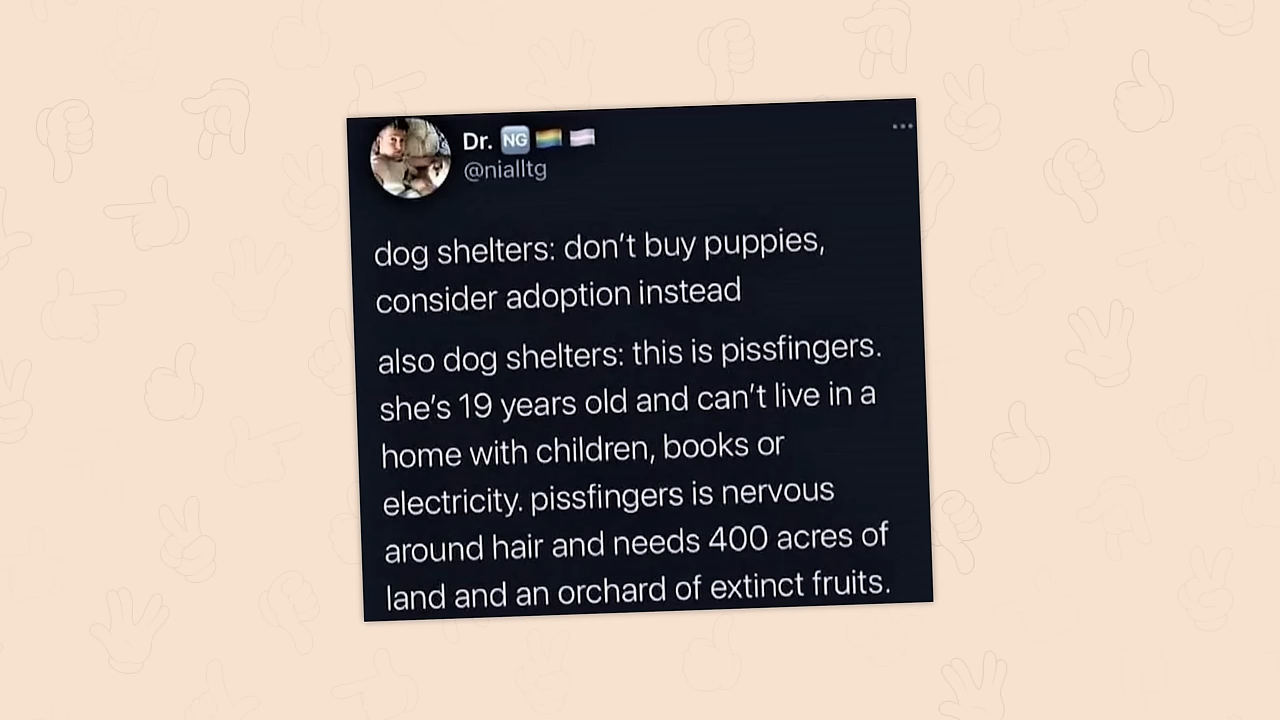 Dr. NG 🏳️‍🌈 🏳️‍⚧️
@nialltg
dog shelters: don't buy puppies,
consider adoption instead
also dog shelters: this is pissfingers.
she's 19 years old and can't live in a
home with children, books or
electricity. pissfingers is nervous
around hair and needs 400 acres of
land and an orchard of extinct fruits.